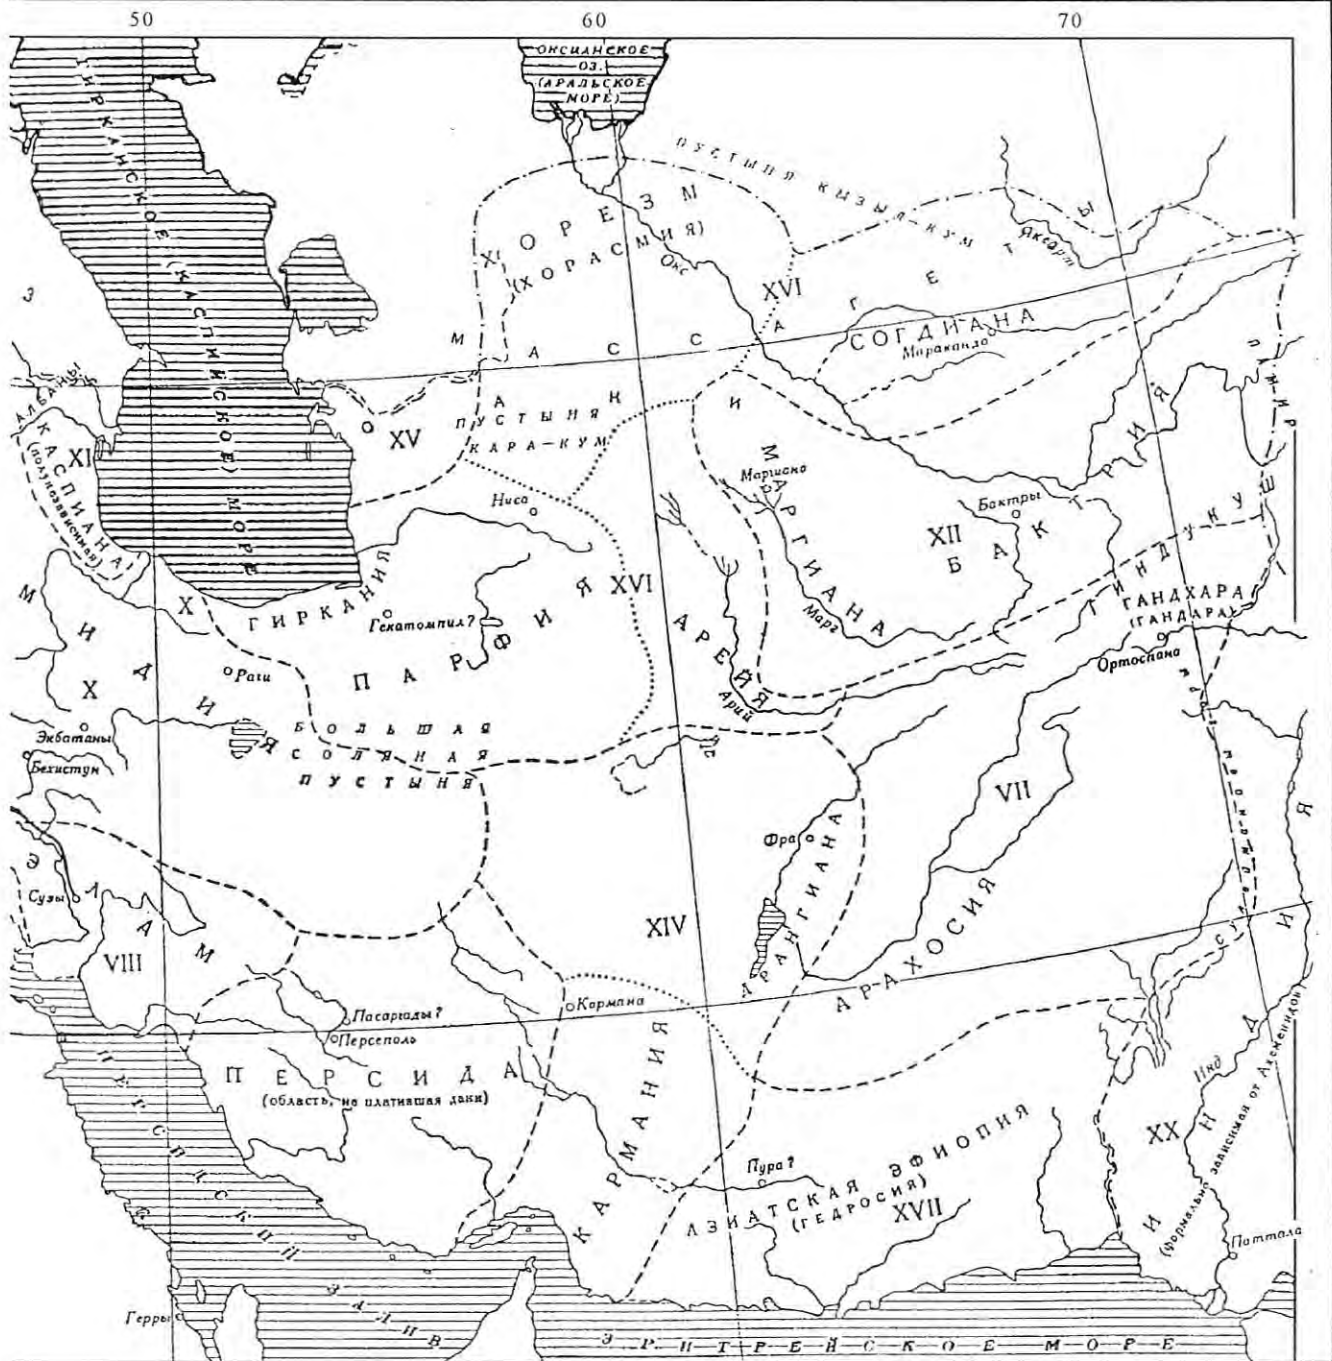 50
60
70
ОКСИАНСКОЕ
ОЗ.
(АРАЛЬСКОЕ
МОРЕ)
ГИРКАНСКОЕ (КАСПИЙСКОЕ) МОРЕ
ПУСТЫНЯ КЫЗЫЛ-КУМ
ХОРЕЗМ
(ХОРАСМИЯ)
XI
Окс
XVI
Яксарт
МАССАГЕТЫ
СОГДИАНА
Мараканда
ПАМИР
З
АЛБАНЫ
КАСПИАНА
(полунезависимая)
XI
XV
САКИ
ПУСТЫНЯ
КАРА-КУМ
Ниса
МАРГИАНА
Маргиана
Марг
Бактры
XII
БАКТРИЯ
ГИНДУКУШ
ГАНДХАРА
(ГАНДАРА)
Ортоспана
X
ГИРКАНИЯ
Гекатомпил?
ПАРФИЯ
XVI
АРЕЙЯ
Арий
МИДИЯ
X
Раги
Экбатаны
Бехистун
БОЛЬШАЯ
СОЛЯНАЯ
ПУСТЫНЯ
VII
Фра
ДРАНГИАНА
АРАХОСИЯ
XIV
ЭЛАМ
Сузы
VIII
Пасаргады?
Персеполь
Кармана
ПЕРСИДА
(область, не платившая дани)
КАРМАНИЯ
Пура?
АЗИАТСКАЯ ЭФИОПИЯ
(ГЕДРОСИЯ)
XVII
XX
Инд
ИНДИЯ
(формально зависимая от Ахеменидов)
Паттала
ПЕРСИДСКИЙ ЗАЛИВ
Герры
ЭРИТРЕЙСКОЕ МОРЕ